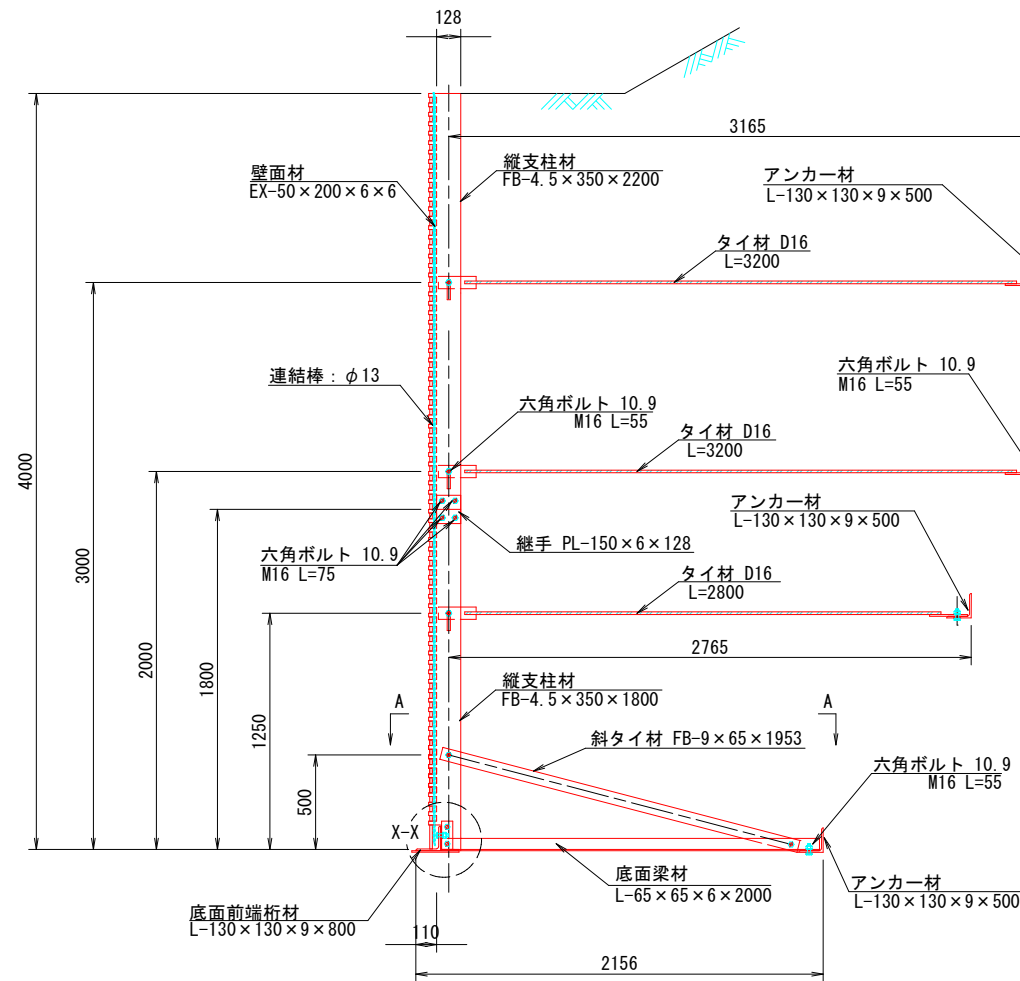 128
3165
壁面材
EX-50×200×6×6
縦支柱材
FB-4.5×350×2200
アンカー材
L-130×130×9×500
タイ材 D16
L=3200
連結棒：φ13
六角ボルト 10.9
M16 L=55
六角ボルト 10.9
M16 L=55
タイ材 D16
L=3200
アンカー材
L-130×130×9×500
六角ボルト 10.9
M16 L=75
継手 PL-150×6×128
タイ材 D16
L=2800
2765
4000
3000
2000
1800
1250
500
縦支柱材
FB-4.5×350×1800
A
A
斜タイ材 FB-9×65×1953
六角ボルト 10.9
M16 L=55
X-X
底面梁材
L-65×65×6×2000
アンカー材
L-130×130×9×500
底面前端桁材
L-130×130×9×800
110
2156